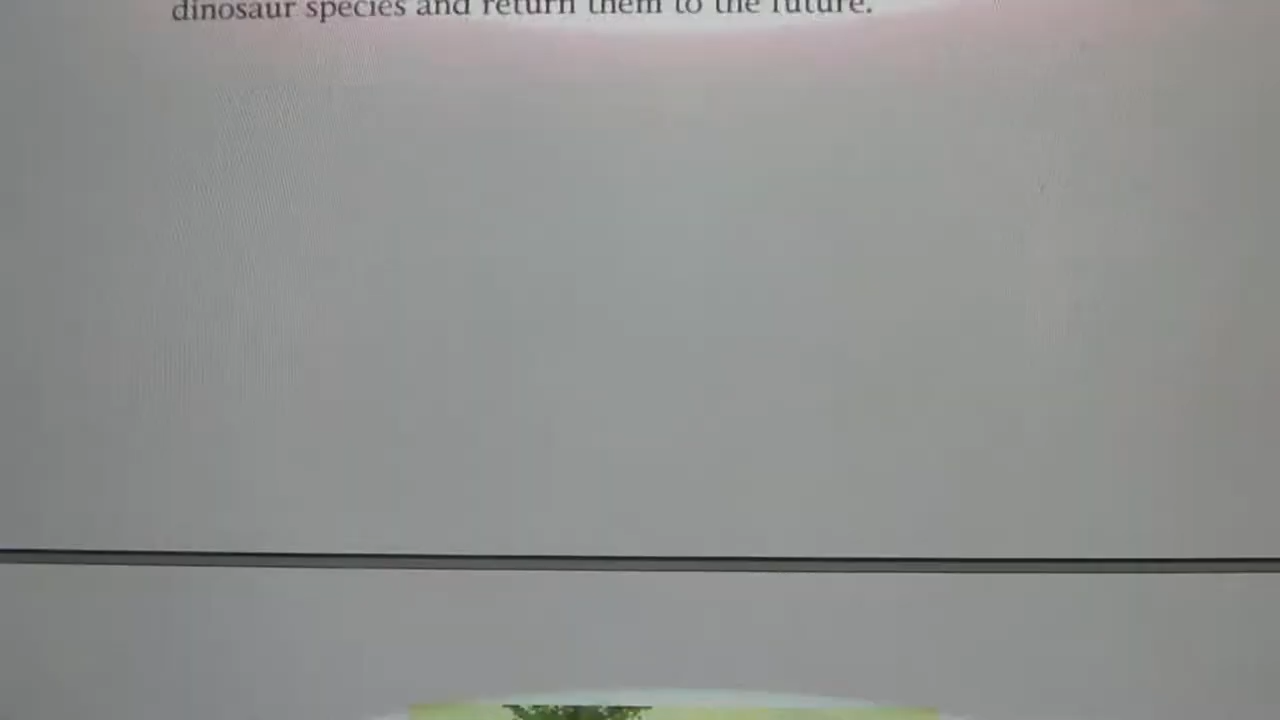 dinosaur species and return them to the future.